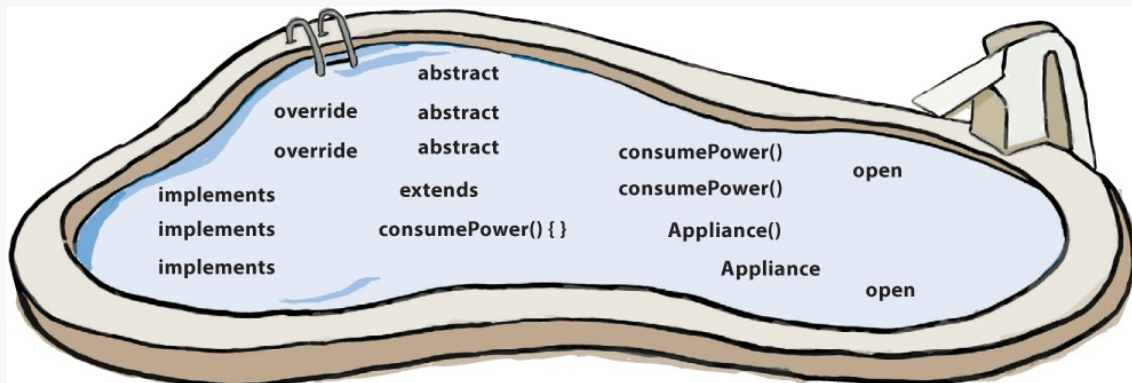 abstract
override abstract
override abstract consumePower()
open
implements extends consumePower()
implements consumePower() { } Appliance()
implements Appliance
open